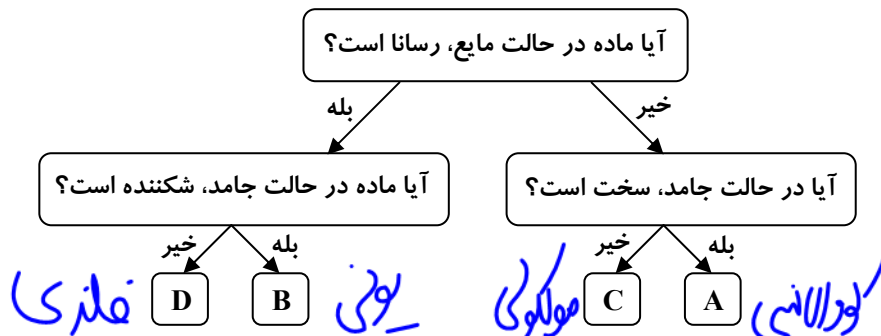 آیا ماده در حالت مایع، رسانا است؟
خیر
بله
آیا در حالت جامد، سخت است؟
آیا ماده در حالت جامد، شکننده است؟
بله
خیر
بله
خیر
کووالانسی A C مولکولی یونی B D فلزی